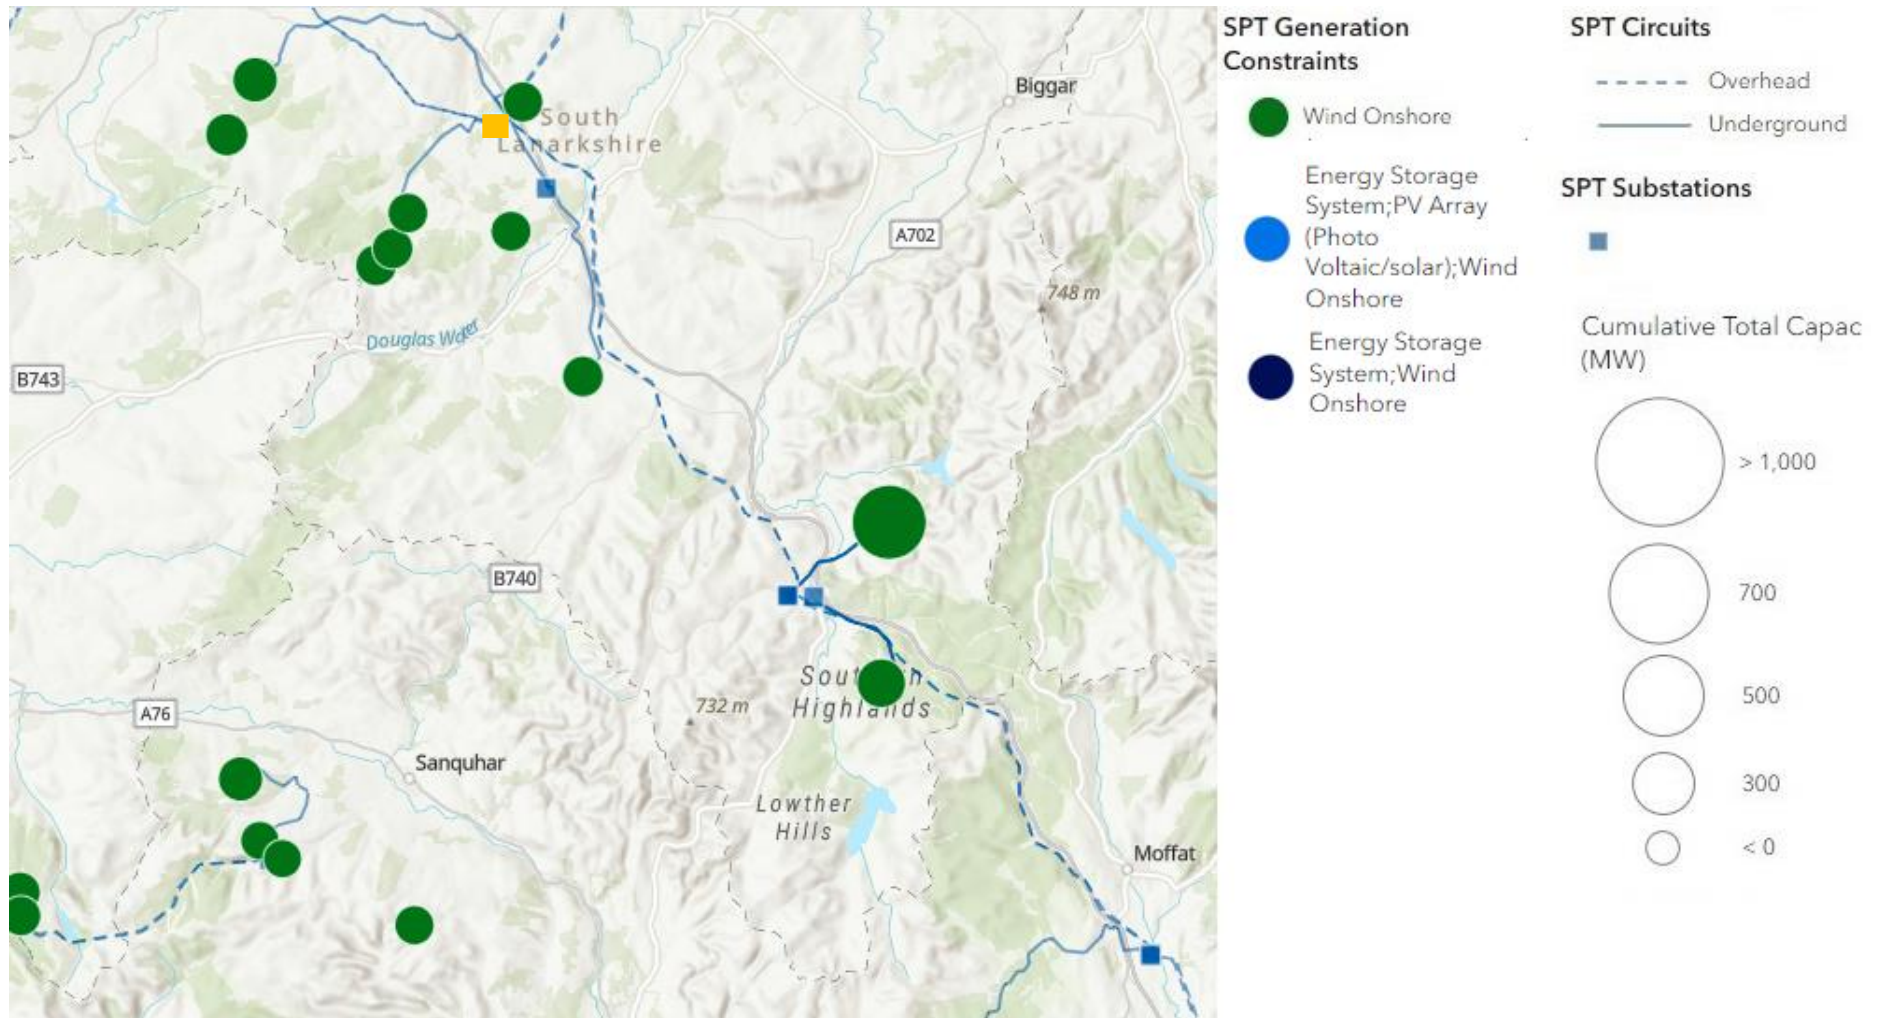 Biggar
South
Lanarkshire
A702
748 m
Douglas Water
B743
B740
Southern
Highlands
732 m
A76
Sanquhar
Lowther
Hills
Moffat
SPT Generation
Constraints
Wind Onshore
Energy Storage
System;PV Array
(Photo
Voltaic/solar);Wind
Onshore
Energy Storage
System;Wind
Onshore
SPT Circuits
Overhead
Underground
SPT Substations
Cumulative Total Capac
(MW)
> 1,000
700
500
300
< 0